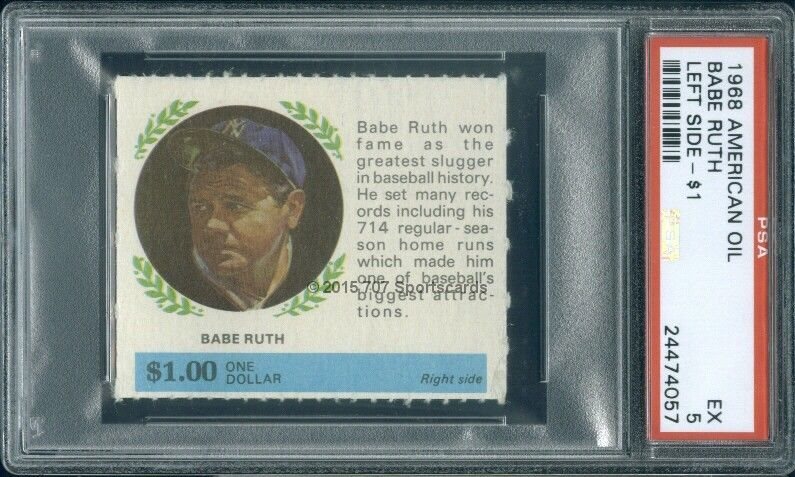 Babe Ruth won
fame as the
greatest slugger
in baseball history.
He set many rec-
ords including his
714 regular-sea-
son home runs
which made him
one of baseball's
biggest attrac-
tions.
© 2015 707 Sportscards
BABE RUTH
$1.00 ONE
DOLLAR
Right side
1968 AMERICAN OIL
BABE RUTH
LEFT SIDE - $1
EX
5
24474057
PSA